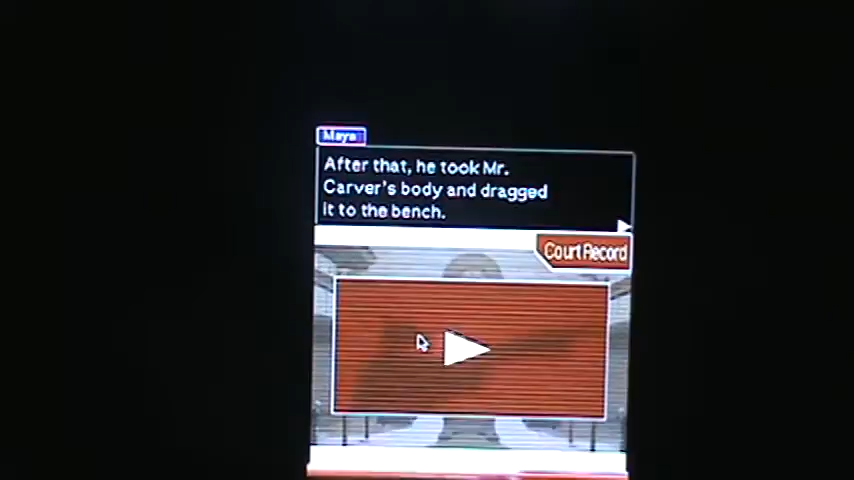 Maya
After that, he took Mr.
Carver's body and dragged
it to the bench.
Court Record